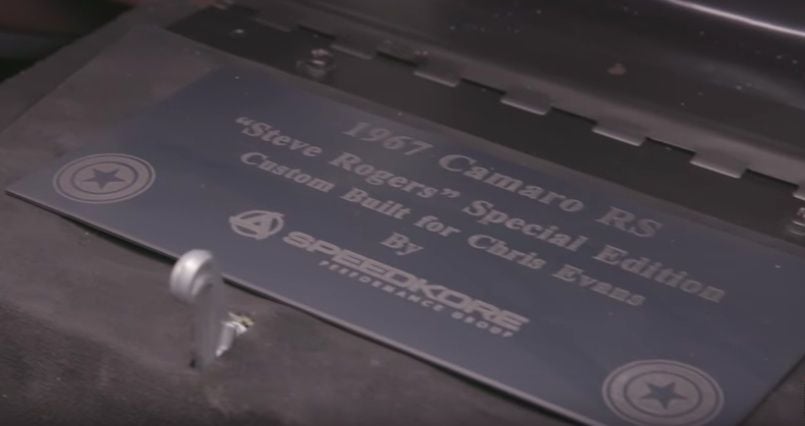 1967 Camaro RS
“Steve Rogers” Special Edition
Custom Built for Chris Evans
By
SPEEDKORE
PERFORMANCE GROUP